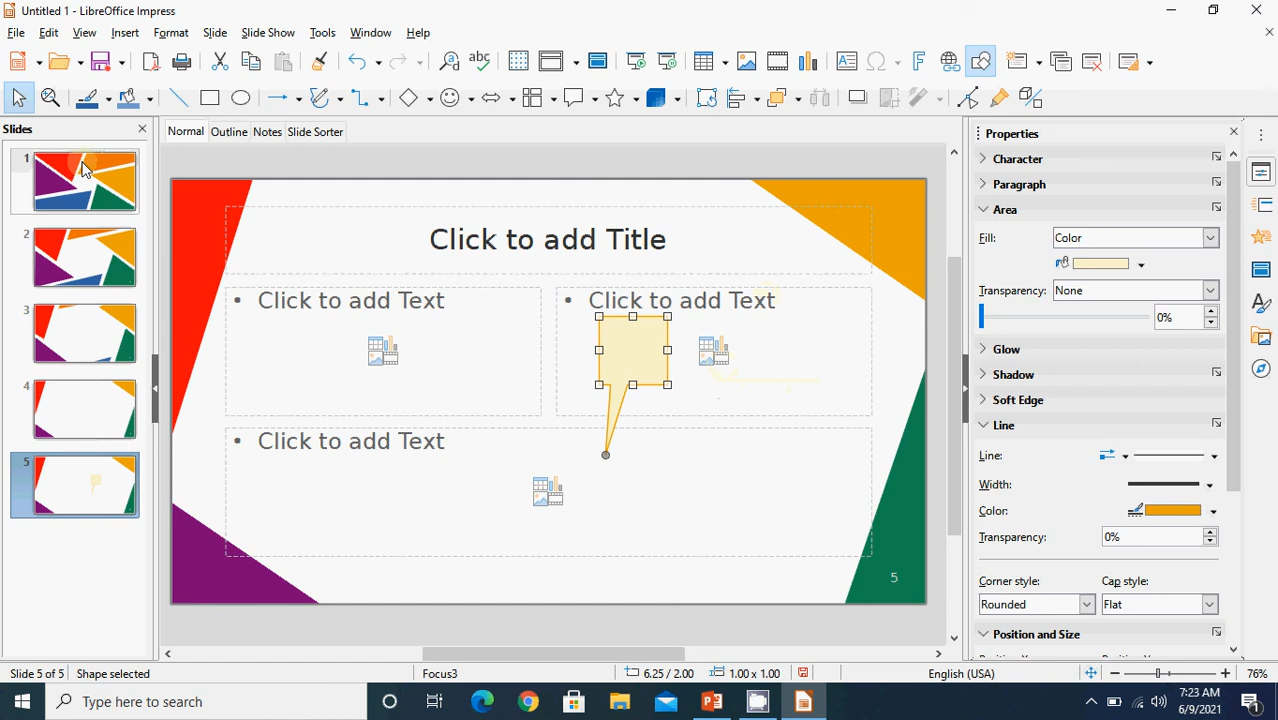 Untitled 1 - LibreOffice Impress
File Edit View Insert Format Slide Slide Show Tools Window Help
Slides
Normal Outline Notes Slide Sorter
1
2
3
4
5
Click to add Title
• Click to add Text
• Click to add Text
• Click to add Text
5
Properties
Character
Paragraph
Area
Fill: Color
Transparency: None
0%
Glow
Shadow
Soft Edge
Line
Line:
Width:
Color:
Transparency: 0%
Corner style: Cap style:
Rounded Flat
Position and Size
Slide 5 of 5 Shape selected Focus3 6.25 / 2.00 1.00 x 1.00 English (USA) 76%
Type here to search
7:23 AM
6/9/2021
1